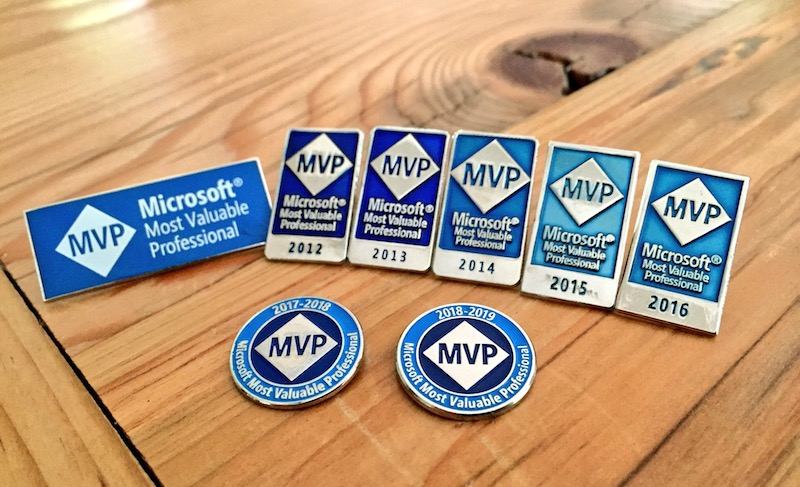 MVP
Microsoft®
Most Valuable
Professional
MVP
Microsoft®
Most Valuable
Professional
2012
MVP
Microsoft®
Most Valuable
Professional
2013
MVP
Microsoft®
Most Valuable
Professional
2014
MVP
Microsoft®
Most Valuable
Professional
2015
MVP
Microsoft®
Most Valuable
Professional
2016
2017-2018
MVP
Microsoft Most Valuable Professional
2018-2019
MVP
Microsoft Most Valuable Professional